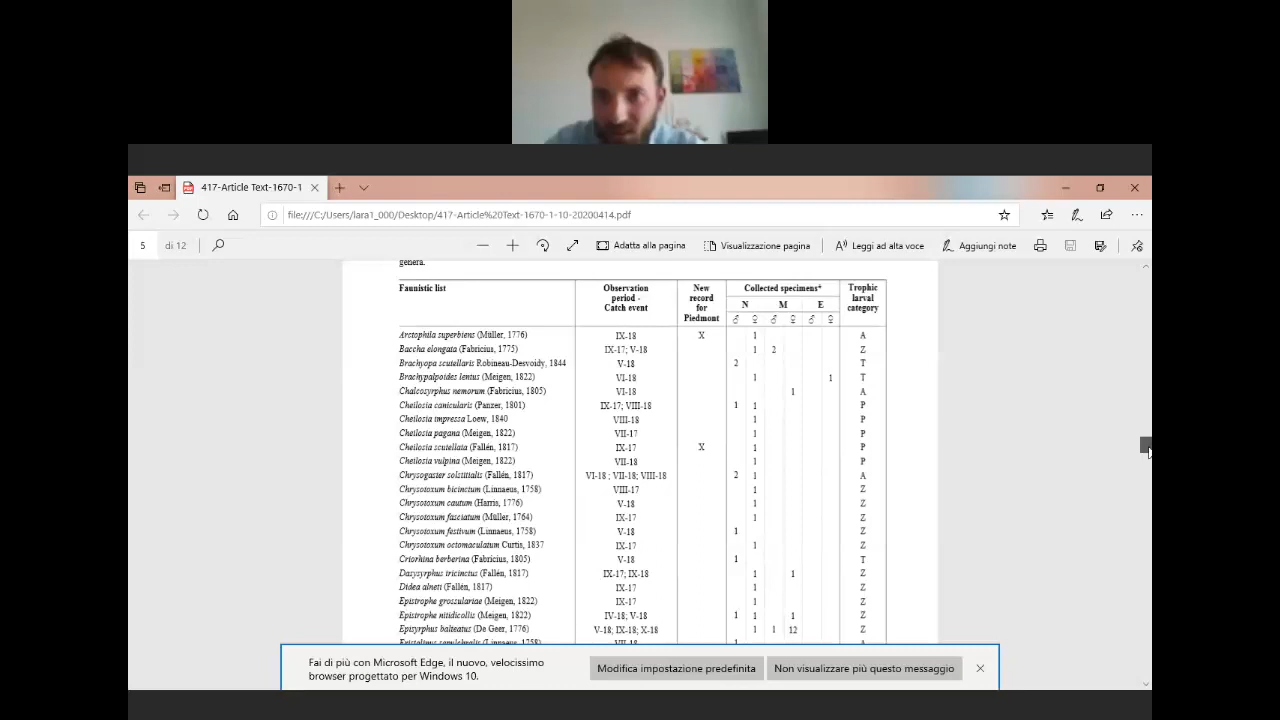 417-Article Text-1670-1
file:///C:/Users/lara1_000/Desktop/417-Article%20Text-1670-1-10-20200414.pdf
5 di 12 Adatta alla pagina Visualizzazione pagina Leggi ad alta voce Aggiungi note
genera.
Faunistic list Observation period - Catch event New record for Piedmont Collected specimens* Trophic larval category
N M E
♂ ♀ ♂ ♀ ♂ ♀
Arctophila superbiens (Müller, 1776) IX-18 X 1 A
Baccha elongata (Fabricius, 1775) IX-17; V-18 1 2 Z
Brachyopa scutellaris Robineau-Desvoidy, 1844 V-18 2 T
Brachypalpoides lentus (Meigen, 1822) VI-18 1 1 T
Chalcosyrphus nemorum (Fabricius, 1805) VI-18 1 A
Cheilosia canicularis (Panzer, 1801) IX-17; VIII-18 1 1 P
Cheilosia impressa Loew, 1840 VIII-18 1 P
Cheilosia pagana (Meigen, 1822) VII-17 1 P
Cheilosia scutellata (Fallén, 1817) IX-17 X 1 P
Cheilosia vulpina (Meigen, 1822) VII-18 1 P
Chrysogaster solstitialis (Fallén, 1817) VI-18 ; VII-18; VIII-18 2 1 A
Chrysotoxum bicinctum (Linnaeus, 1758) VIII-17 1 Z
Chrysotoxum cautum (Harris, 1776) V-18 1 Z
Chrysotoxum fasciatum (Müller, 1764) IX-17 1 Z
Chrysotoxum festivum (Linnaeus, 1758) V-18 1 Z
Chrysotoxum octomaculatum Curtis, 1837 IX-17 1 Z
Criorhina berberina (Fabricius, 1805) V-18 1 T
Dasysyrphus tricinctus (Fallén, 1817) IX-17; IX-18 1 1 Z
Didea alneti (Fallén, 1817) IX-17 1 Z
Epistrophe grossulariae (Meigen, 1822) IX-17 1 Z
Epistrophe nitidicollis (Meigen, 1822) IV-18; V-18 1 1 1 Z
Episyrphus balteatus (De Geer, 1776) V-18; IX-18; X-18 1 1 12 Z
Fai di più con Microsoft Edge, il nuovo, velocissimo
browser progettato per Windows 10.
Modifica impostazione predefinita Non visualizzare più questo messaggio